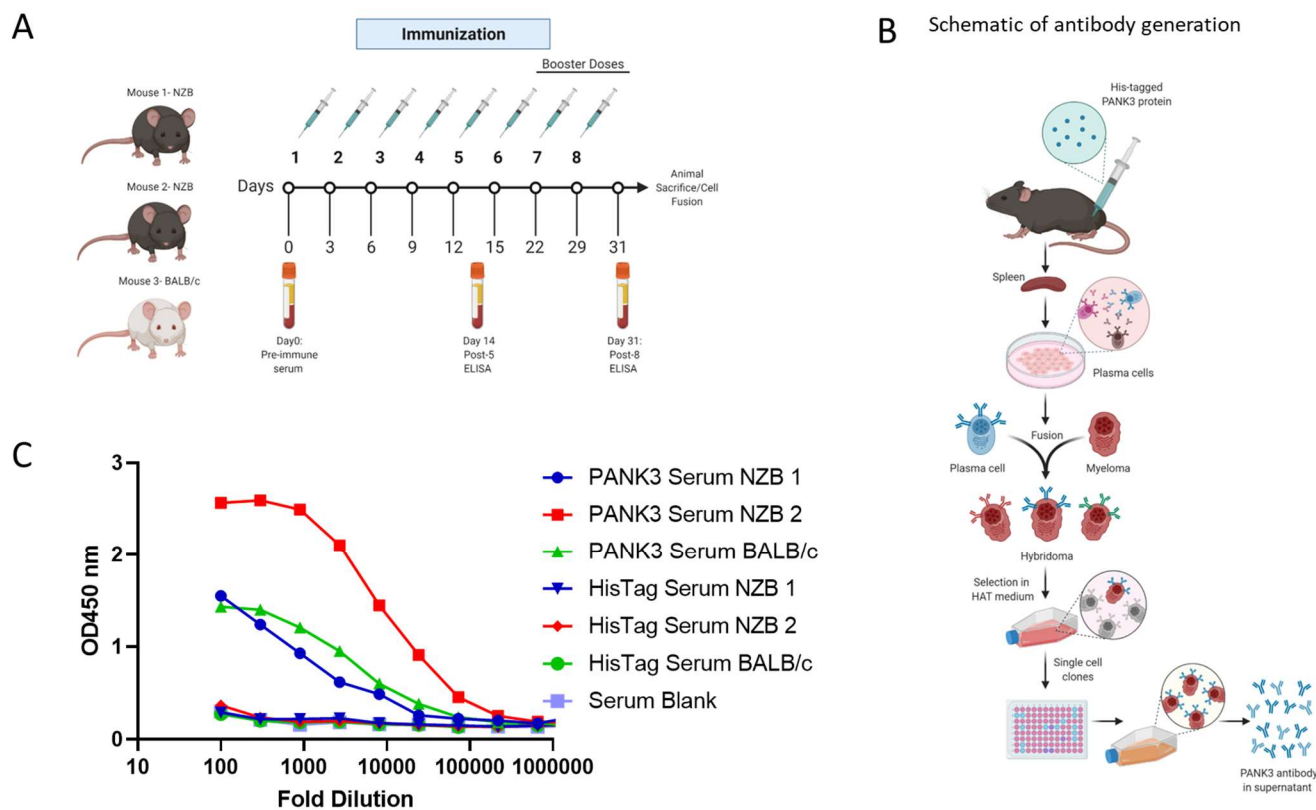 A
Immunization
Booster Doses
Mouse 1- NZB
Mouse 2- NZB
Mouse 3- BALB/c
1 2 3 4 5 6 7 8
Days
Animal
Sacrifice/Cell
Fusion
0 3 6 9 12 15 22 29 31
Day0:
Pre-immune
serum
Day 14
Post-5
ELISA
Day 31:
Post-8
ELISA
B
Schematic of antibody generation
His-tagged
PANK3 protein
Spleen
Plasma cells
Fusion
Plasma cell
Myeloma
Hybridoma
Selection in
HAT medium
Single cell
clones
PANK3 antibody
in supernatant
C
OD450 nm
3
2
1
0
10 100 1000 10000 100000 1000000
Fold Dilution
PANK3 Serum NZB 1
PANK3 Serum NZB 2
PANK3 Serum BALB/c
HisTag Serum NZB 1
HisTag Serum NZB 2
HisTag Serum BALB/c
Serum Blank